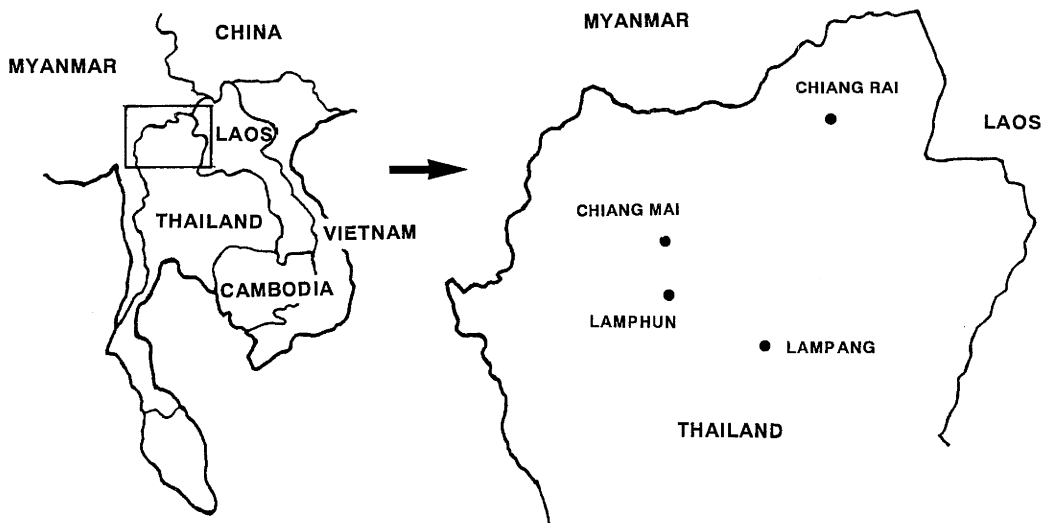 CHINA
MYANMAR
LAOS
THAILAND
VIETNAM
CAMBODIA
MYANMAR
CHIANG RAI
LAOS
CHIANG MAI
LAMPHUN
LAMPANG
THAILAND